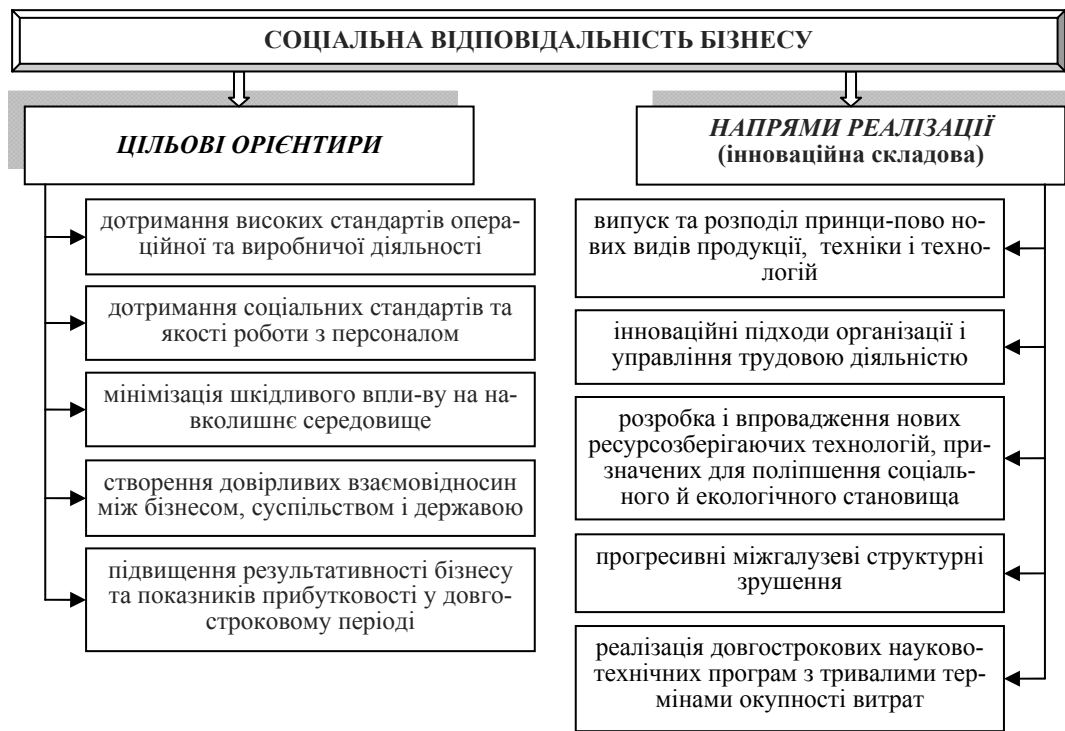 СОЦІАЛЬНА ВІДПОВІДАЛЬНІСТЬ БІЗНЕСУ
ЦІЛЬОВІ ОРІЄНТИРИ
дотримання високих стандартів опера-
ційної та виробничої діяльності
дотримання соціальних стандартів та
якості роботи з персоналом
мінімізація шкідливого впли-ву на на-
вколишнє середовище
створення довірливих взаємовідносин
між бізнесом, суспільством і державою
підвищення результативності бізнесу
та показників прибутковості у довго-
строковому періоді
НАПРЯМИ РЕАЛІЗАЦІЇ
(інноваційна складова)
випуск та розподіл принци-пово но-
вих видів продукції, техніки і техно-
логій
інноваційні підходи організації і
управління трудовою діяльністю
розробка і впровадження нових
ресурсозберігаючих технологій, при-
значених для поліпшення соціаль-
ного й екологічного становища
прогресивні міжгалузеві структурні
зрушення
реалізація довгострокових науково-
технічних програм з тривалими тер-
мінами окупності витрат